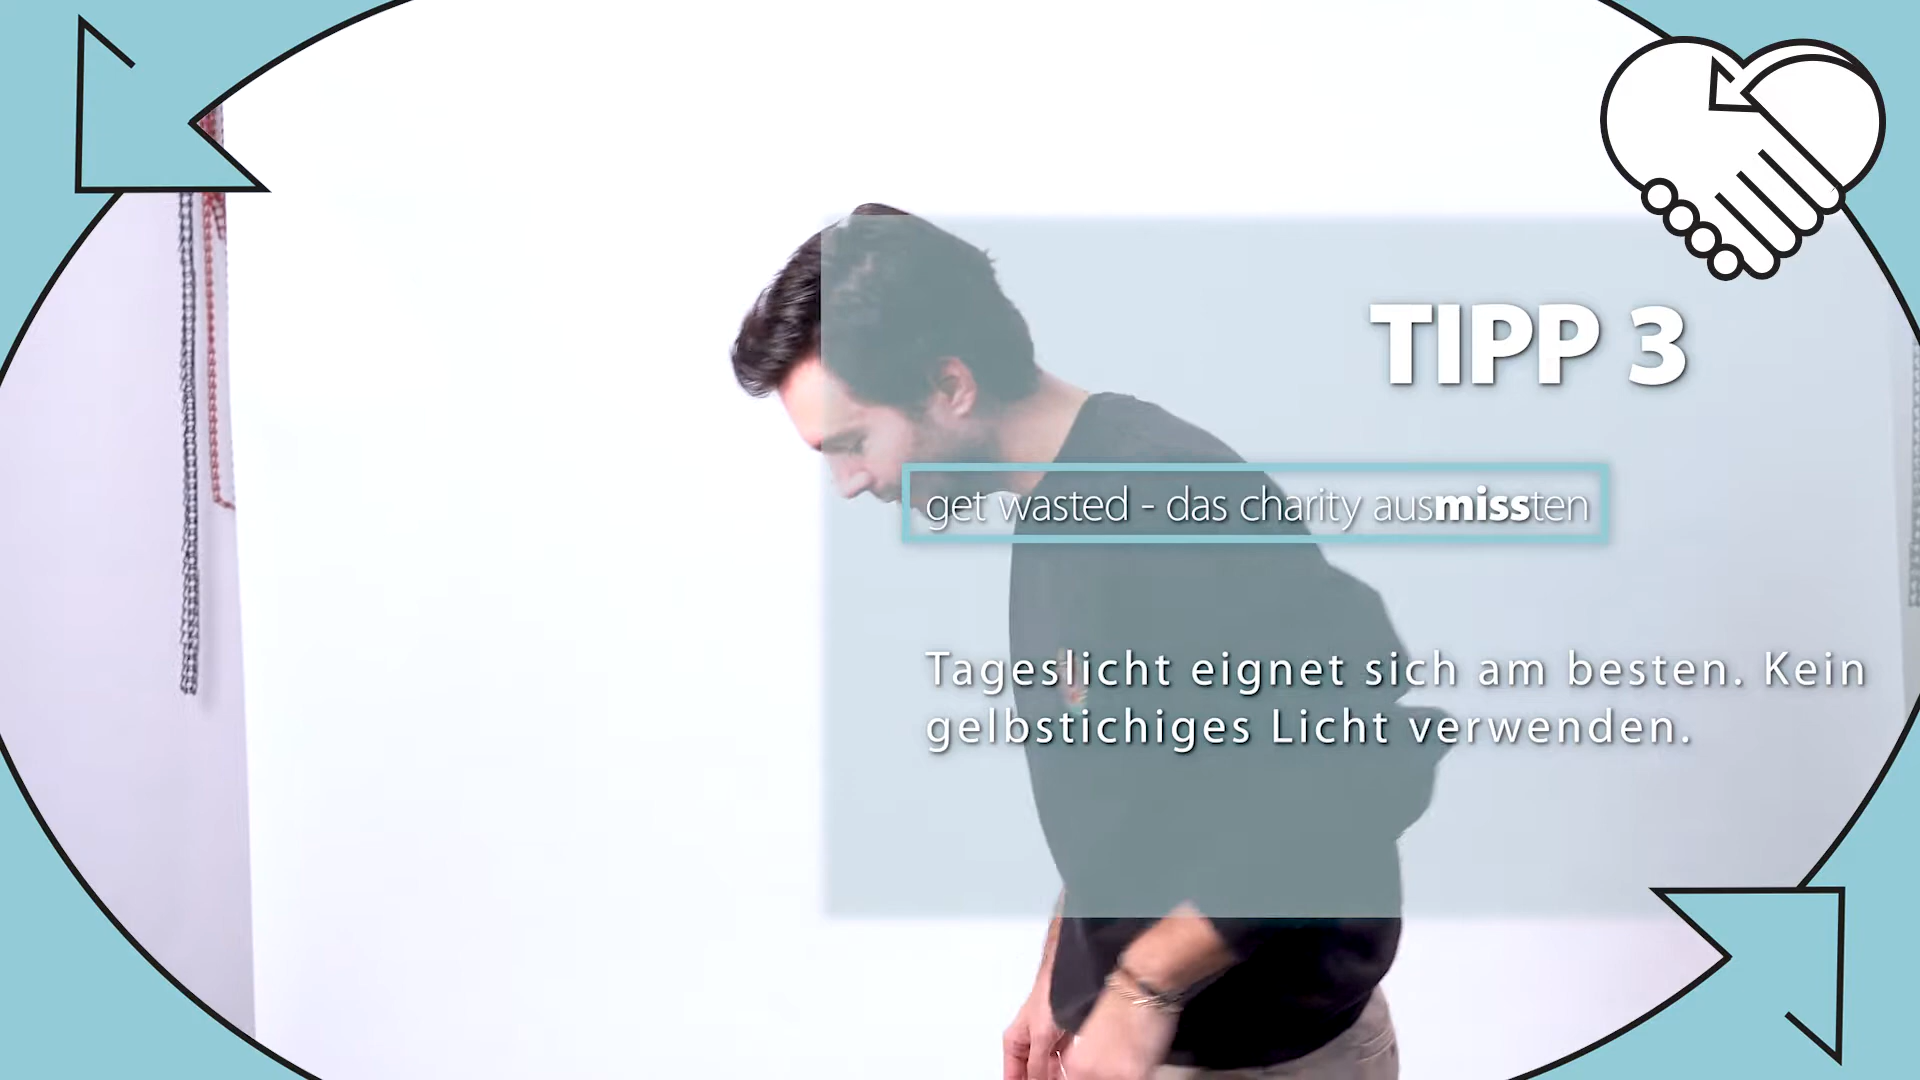 TIPP 3
get wasted - das charity ausmissten
Tageslicht eignet sich am besten. Kein
gelbstichiges Licht verwenden.